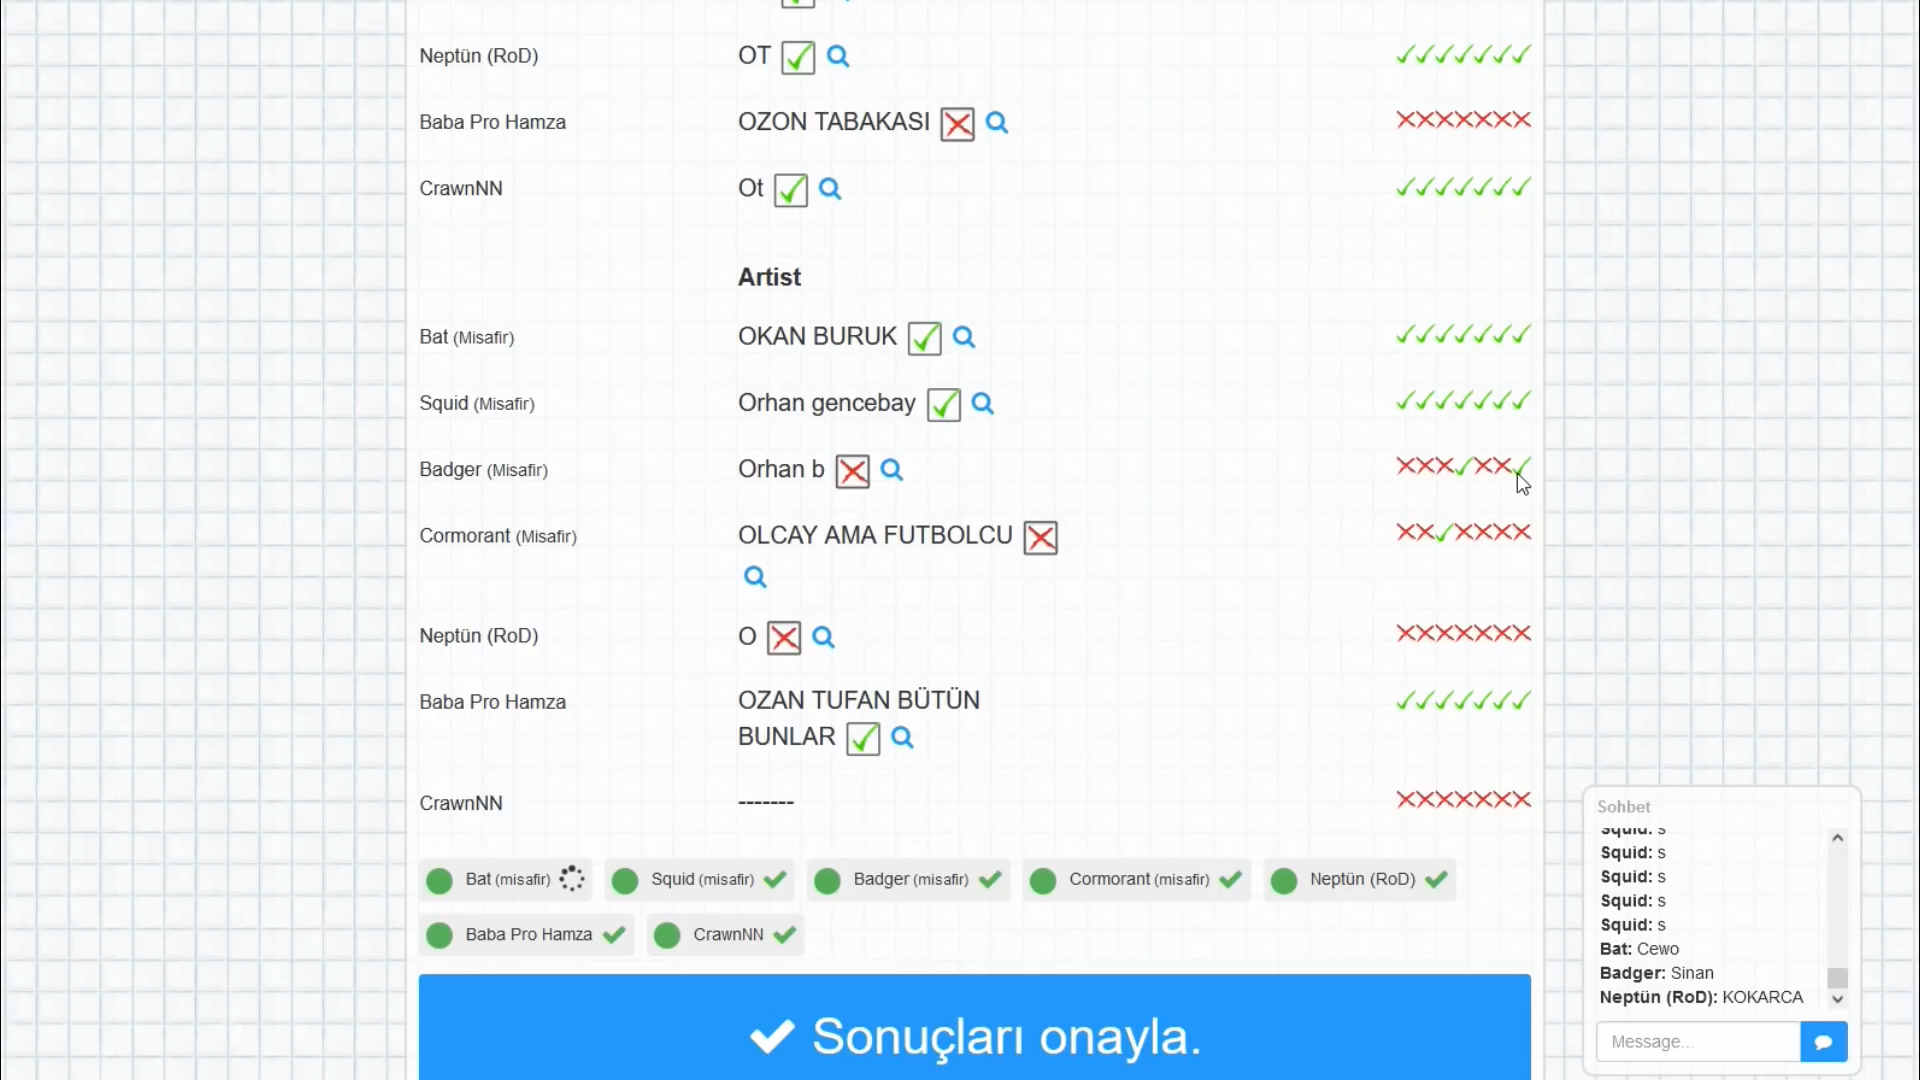 Neptün (RoD) OT
Baba Pro Hamza OZON TABAKASI
CrawnNN Ot
Artist
Bat (Misafir) OKAN BURUK
Squid (Misafir) Orhan gencebay
Badger (Misafir) Orhan b
Cormorant (Misafir) OLCAY AMA FUTBOLCU
Neptün (RoD) O
Baba Pro Hamza OZAN TUFAN BÜTÜN
BUNLAR
CrawnNN -------
Bat (misafir) Squid (misafir) Badger (misafir) Cormorant (misafir) Neptün (RoD)
Baba Pro Hamza CrawnNN
Sonuçları onayla.
Sohbet
Squid: s
Squid: s
Squid: s
Squid: s
Squid: s
Bat: Cewo
Badger: Sinan
Neptün (RoD): KOKARCA
Message...